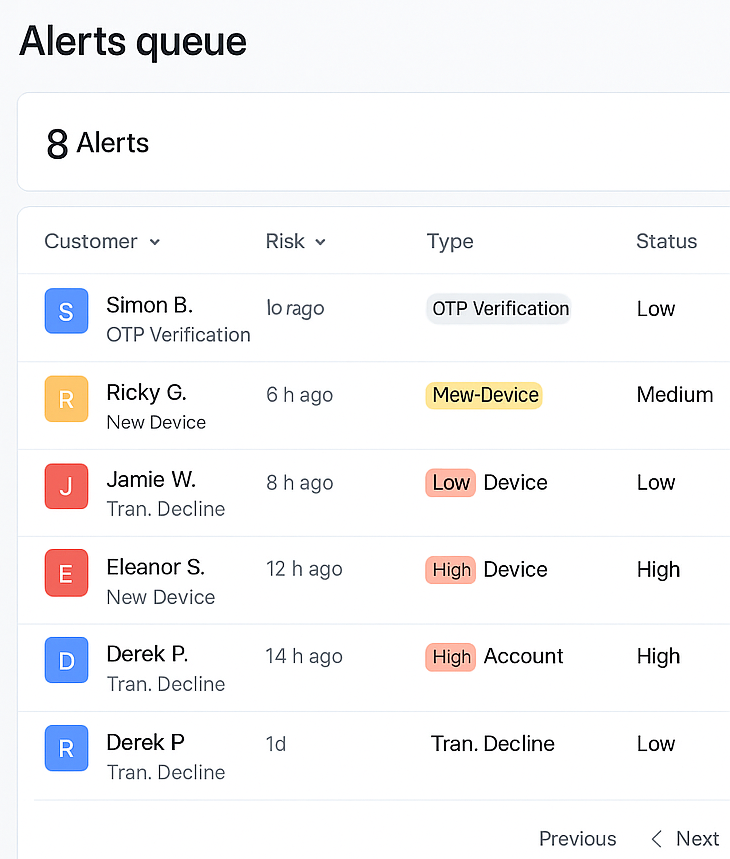 Alerts queue
8 Alerts
Customer Risk Type Status
S Simon B. lo rago OTP Verification Low
OTP Verification
R Ricky G. 6 h ago Mew-Device Medium
New Device
J Jamie W. 8 h ago Low Device Low
Tran. Decline
E Eleanor S. 12 h ago High Device High
New Device
D Derek P. 14 h ago High Account High
Tran. Decline
R Derek P 1d Tran. Decline Low
Tran. Decline
Previous < Next